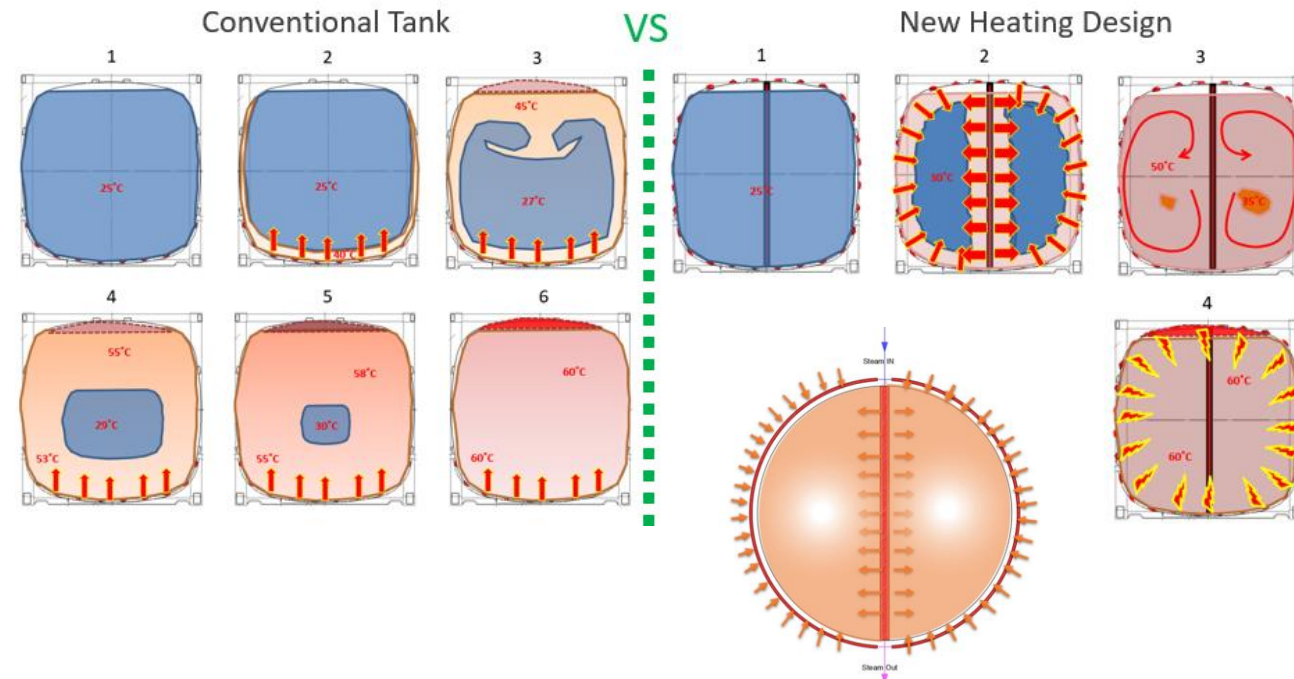 Conventional Tank
VS
New Heating Design
1
2
3
25°C
25°C
40°C
45°C
27°C
4
5
6
55°C
29°C
53°C
58°C
30°C
55°C
60°C
60°C
1
2
3
25°C
30°C
50°C
35°C
4
60°C
60°C
Steam IN
Steam Out